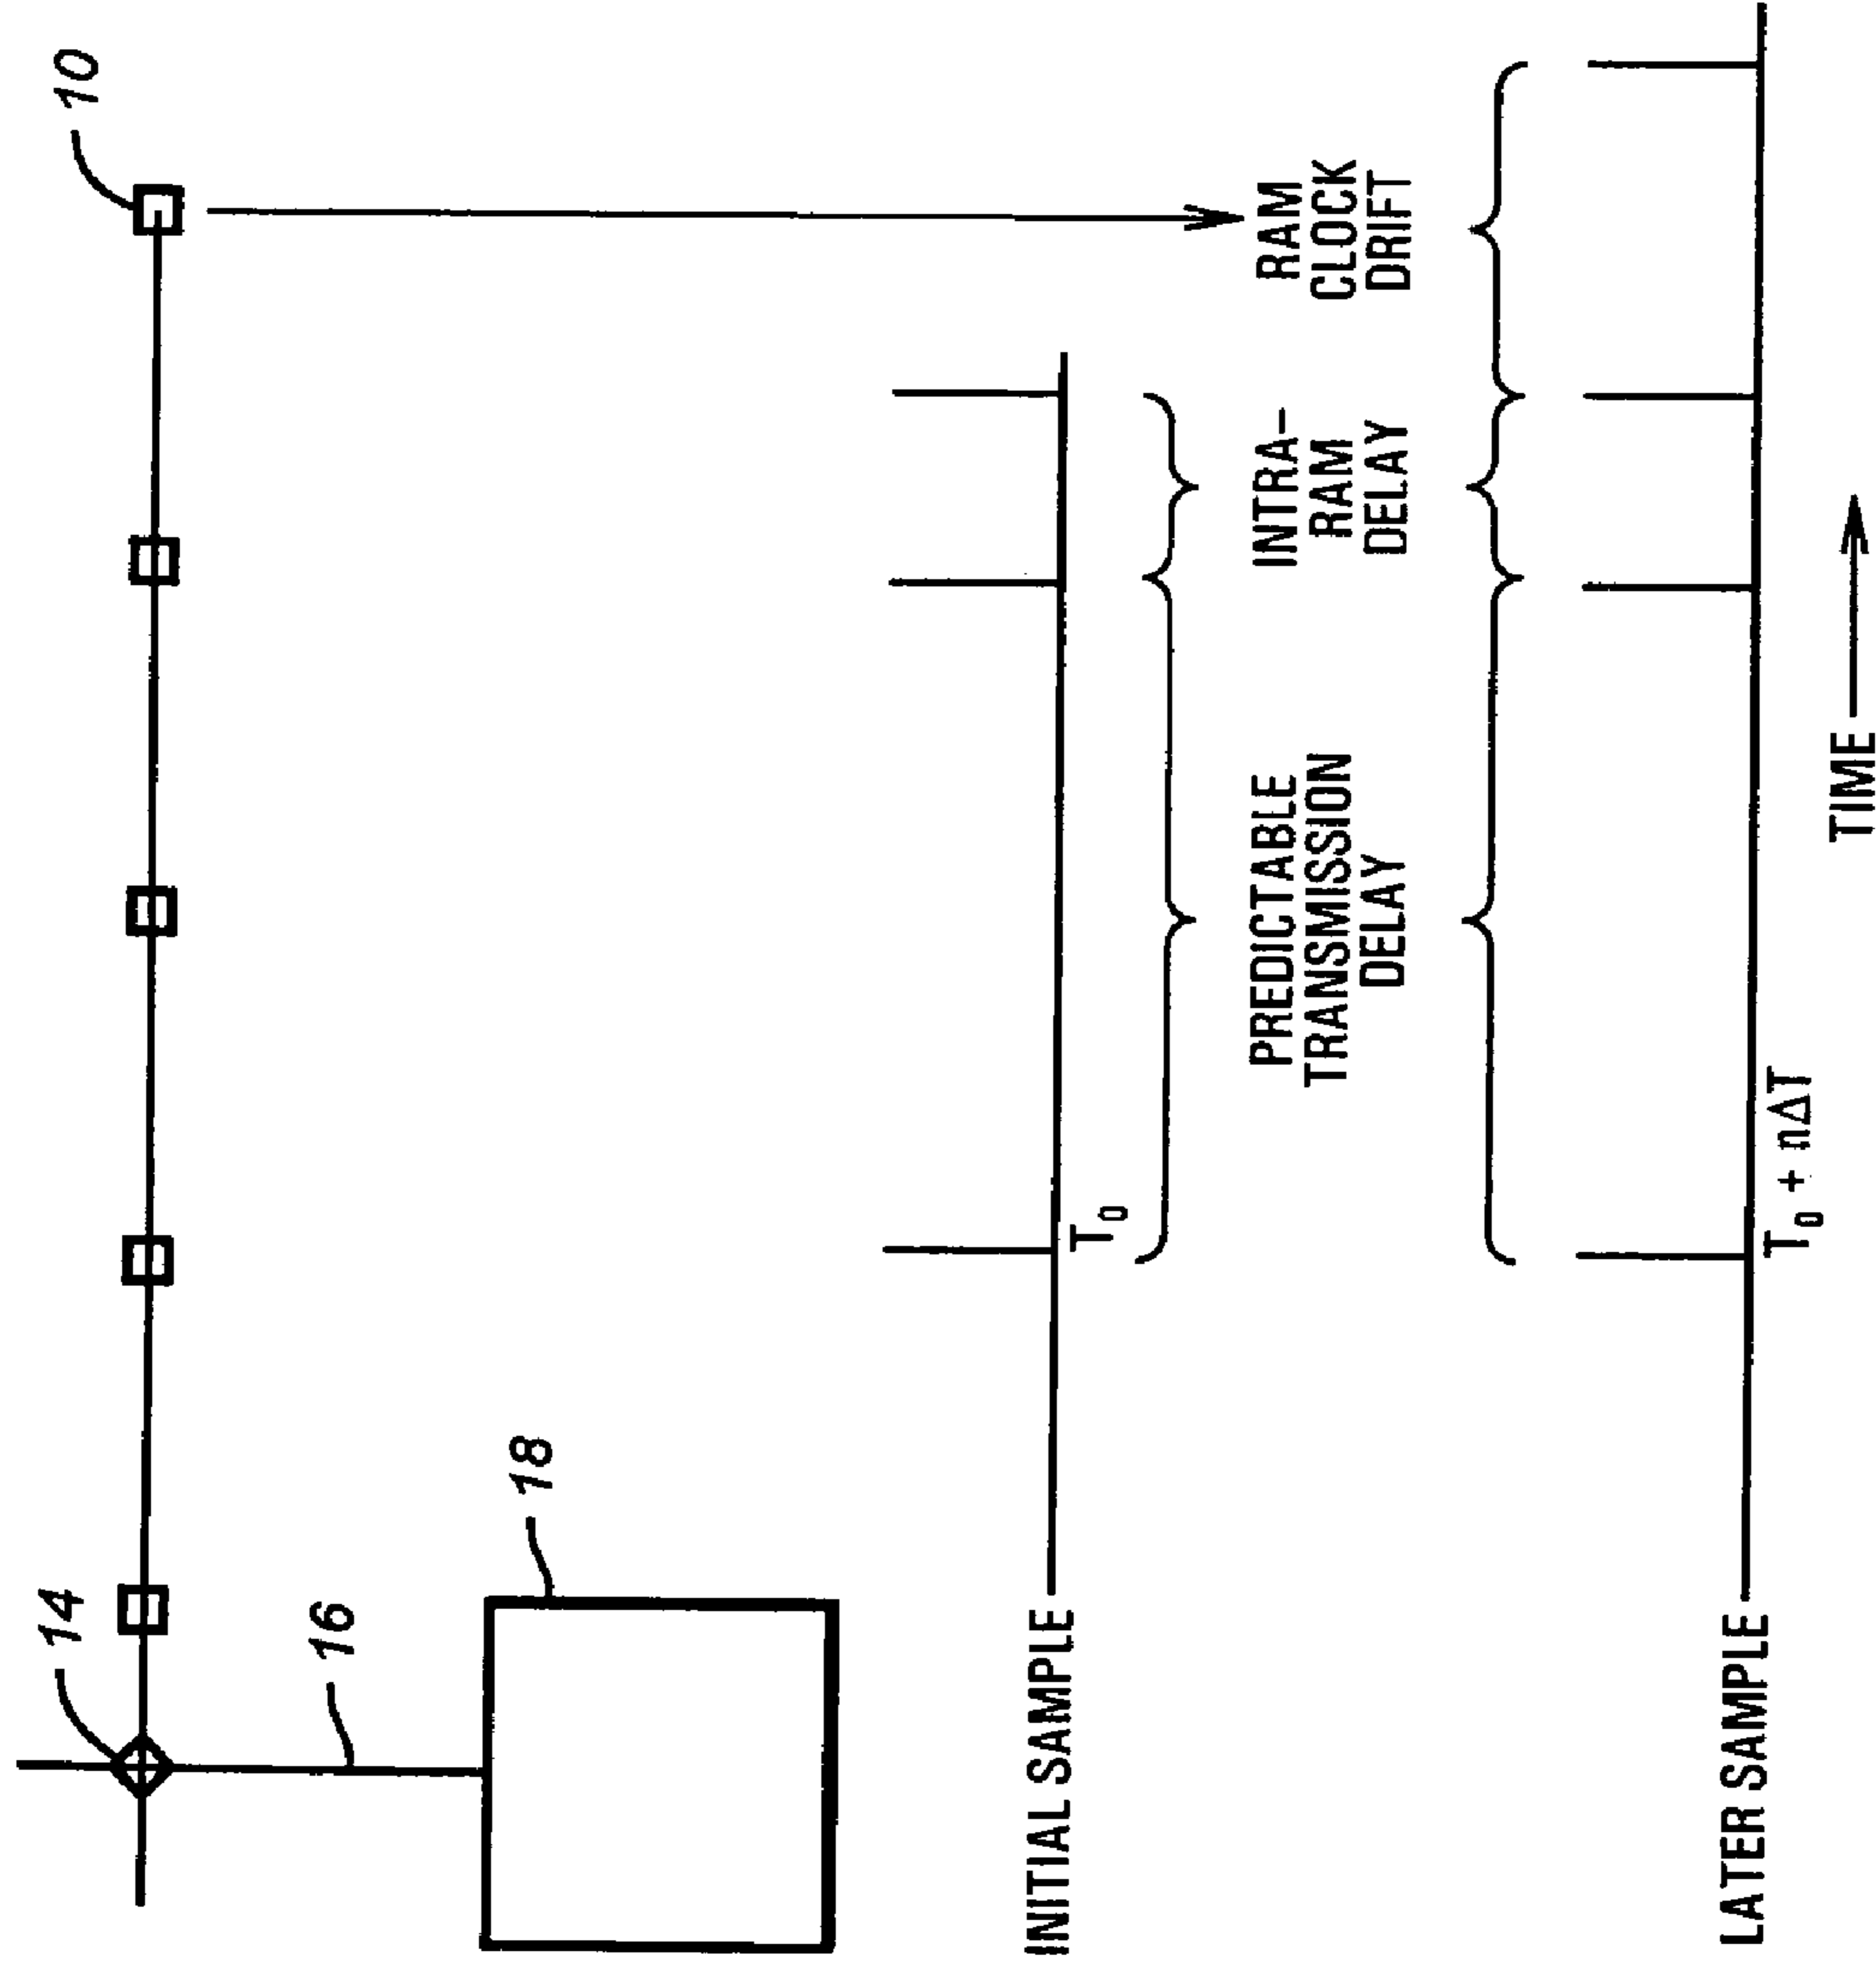 10
14
16
18
INITIAL SAMPLE
T0
PREDICTABLE
TRANSMISSION
DELAY
INTRA-
RAM
DELAY
RAM
CLOCK
DRIFT
LATER SAMPLE
T0 + nΔT
TIME